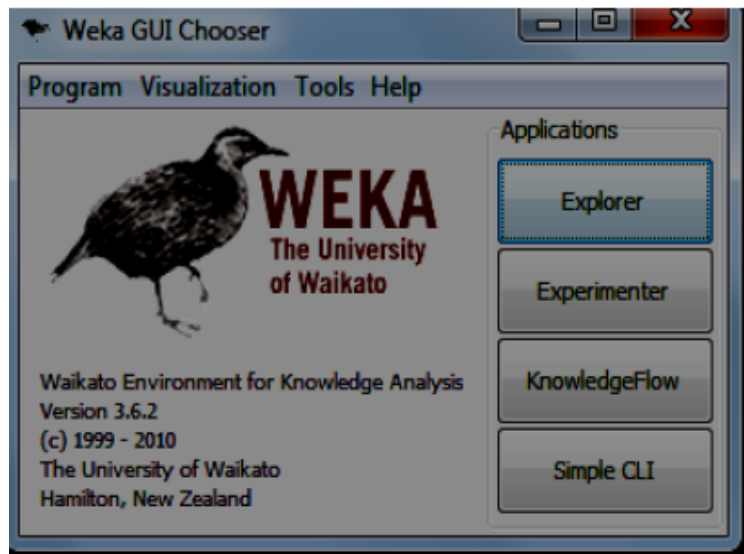 Weka GUI Chooser
Program Visualization Tools Help
WEKA
The University
of Waikato
Waikato Environment for Knowledge Analysis
Version 3.6.2
(c) 1999 - 2010
The University of Waikato
Hamilton, New Zealand
Applications
Explorer
Experimenter
KnowledgeFlow
Simple CLI